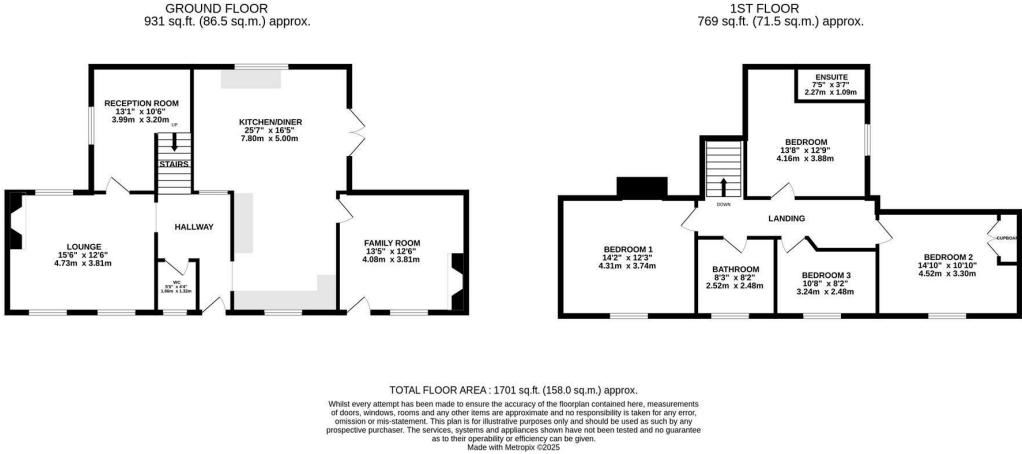 GROUND FLOOR
931 sq.ft. (86.5 sq.m.) approx.
RECEPTION ROOM
13'1" x 10'6"
3.99m x 3.20m
UP
STAIRS
KITCHEN/DINER
25'7" x 16'5"
7.80m x 5.00m
HALLWAY
LOUNGE
15'6" x 12'6"
4.73m x 3.81m
WC
FAMILY ROOM
13'5" x 12'6"
4.08m x 3.81m
1ST FLOOR
769 sq.ft. (71.5 sq.m.) approx.
ENSUITE
7'5" x 3'7"
2.27m x 1.09m
BEDROOM
13'8" x 12'9"
4.16m x 3.88m
DOWN
LANDING
BEDROOM 1
14'2" x 12'3"
4.31m x 3.74m
BATHROOM
8'3" x 8'2"
2.52m x 2.48m
BEDROOM 3
10'8" x 8'2"
3.24m x 2.48m
BEDROOM 2
14'10" x 10'10"
4.52m x 3.30m
TOTAL FLOOR AREA : 1701 sq.ft. (158.0 sq.m.) approx.
Whilst every attempt has been made to ensure the accuracy of the floorplan contained here, measurements
of doors, windows, rooms and any other items are approximate and no responsibility is taken for any error,
omission or mis-statement. This plan is for illustrative purposes only and should be used as such by any
prospective purchaser. The services, systems and appliances shown have not been tested and no guarantee
as to their operability or efficiency can be given.
Made with Metropix ©2025